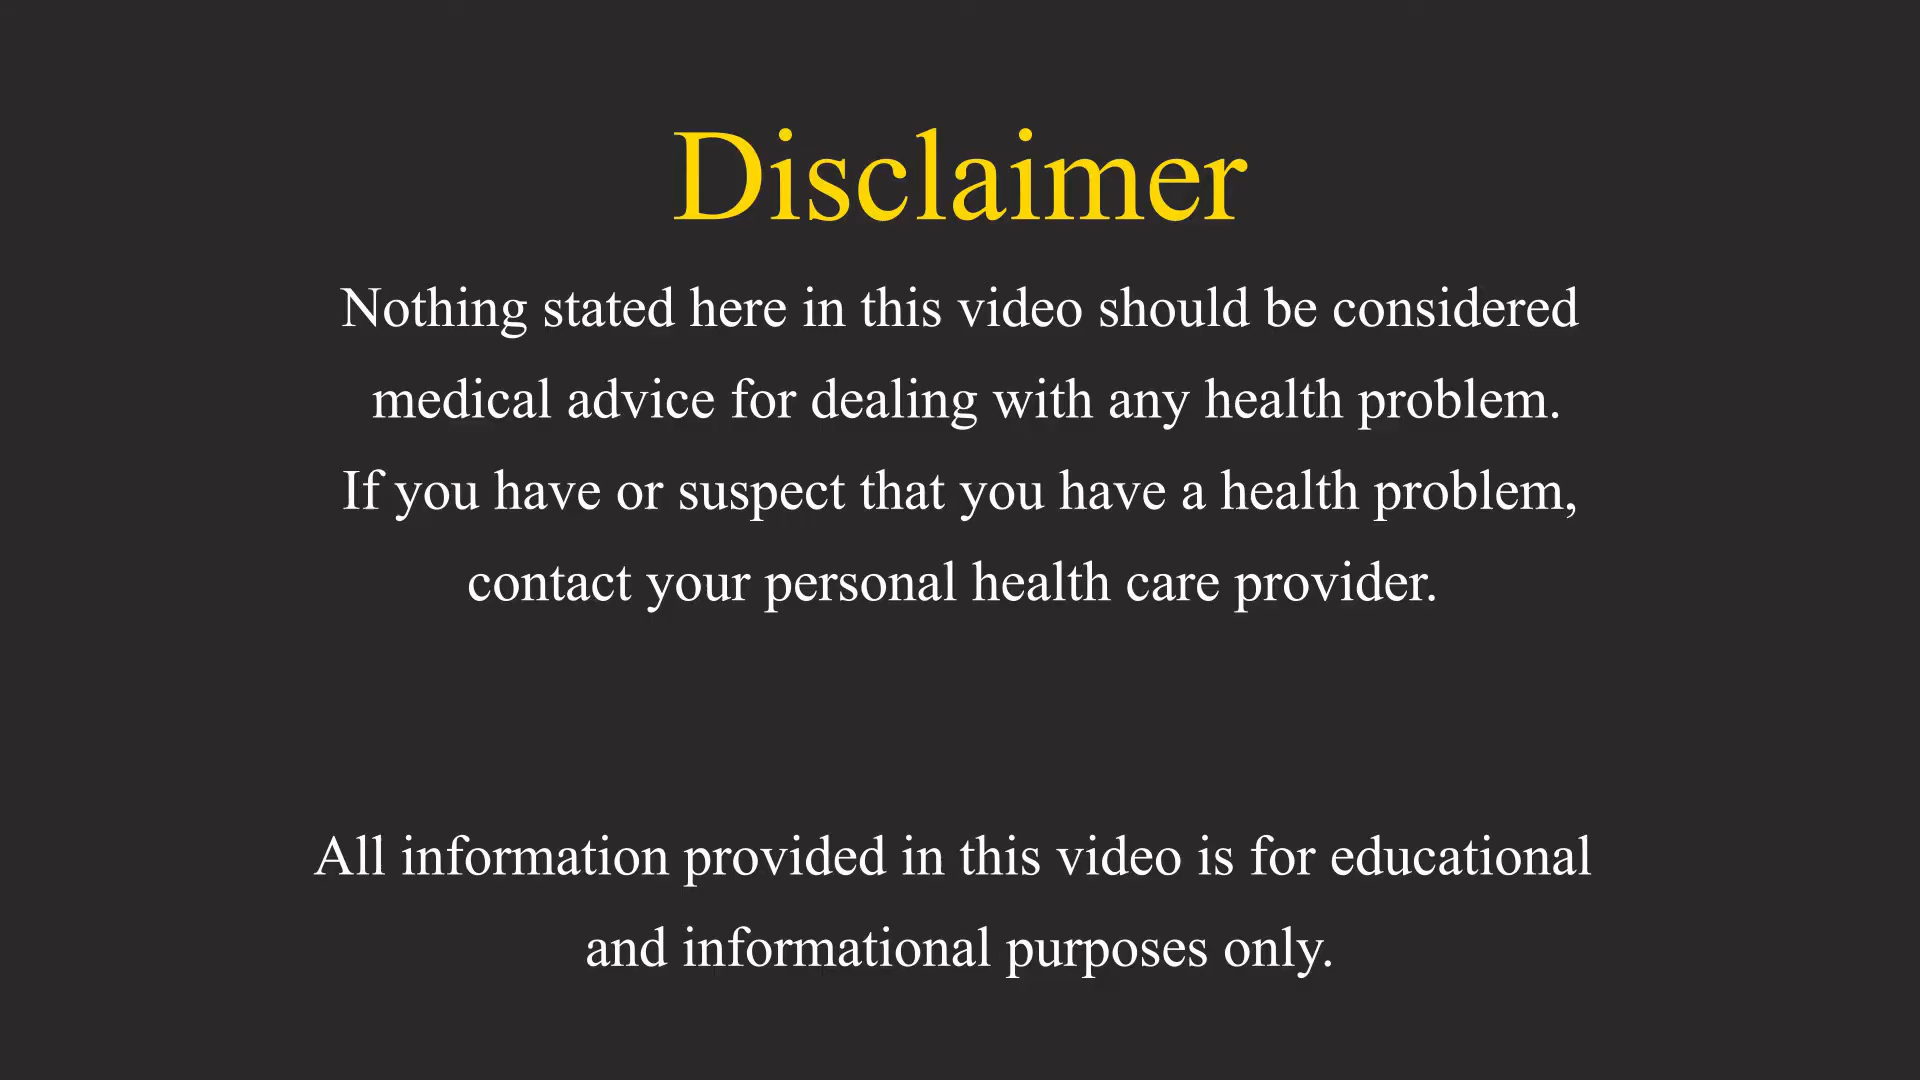 Disclaimer
Nothing stated here in this video should be considered
medical advice for dealing with any health problem.
If you have or suspect that you have a health problem,
contact your personal health care provider.
All information provided in this video is for educational
and informational purposes only.